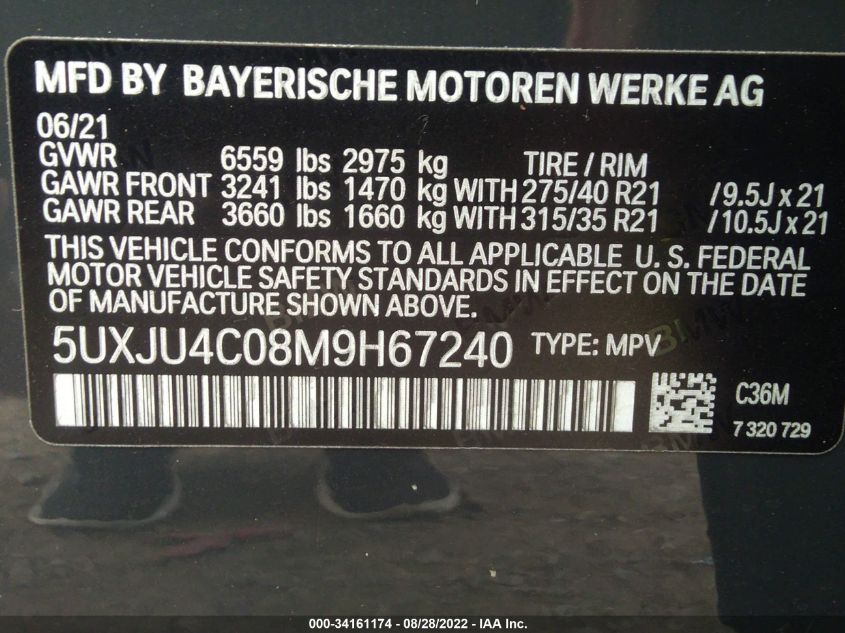 MFD BY BAYERISCHE MOTOREN WERKE AG
06/21
GVWR 6559 lbs 2975 kg TIRE / RIM
GAWR FRONT 3241 lbs 1470 kg WITH 275/40 R21 / 9.5J x 21
GAWR REAR 3660 lbs 1660 kg WITH 315/35 R21 / 10.5J x 21
THIS VEHICLE CONFORMS TO ALL APPLICABLE U. S. FEDERAL
MOTOR VEHICLE SAFETY STANDARDS IN EFFECT ON THE DATE
OF MANUFACTURE SHOWN ABOVE.
5UXJU4C08M9H67240 TYPE: MPV
C36M
7 320 729
BMW
000-34161174 - 08/28/2022 - IAA Inc.